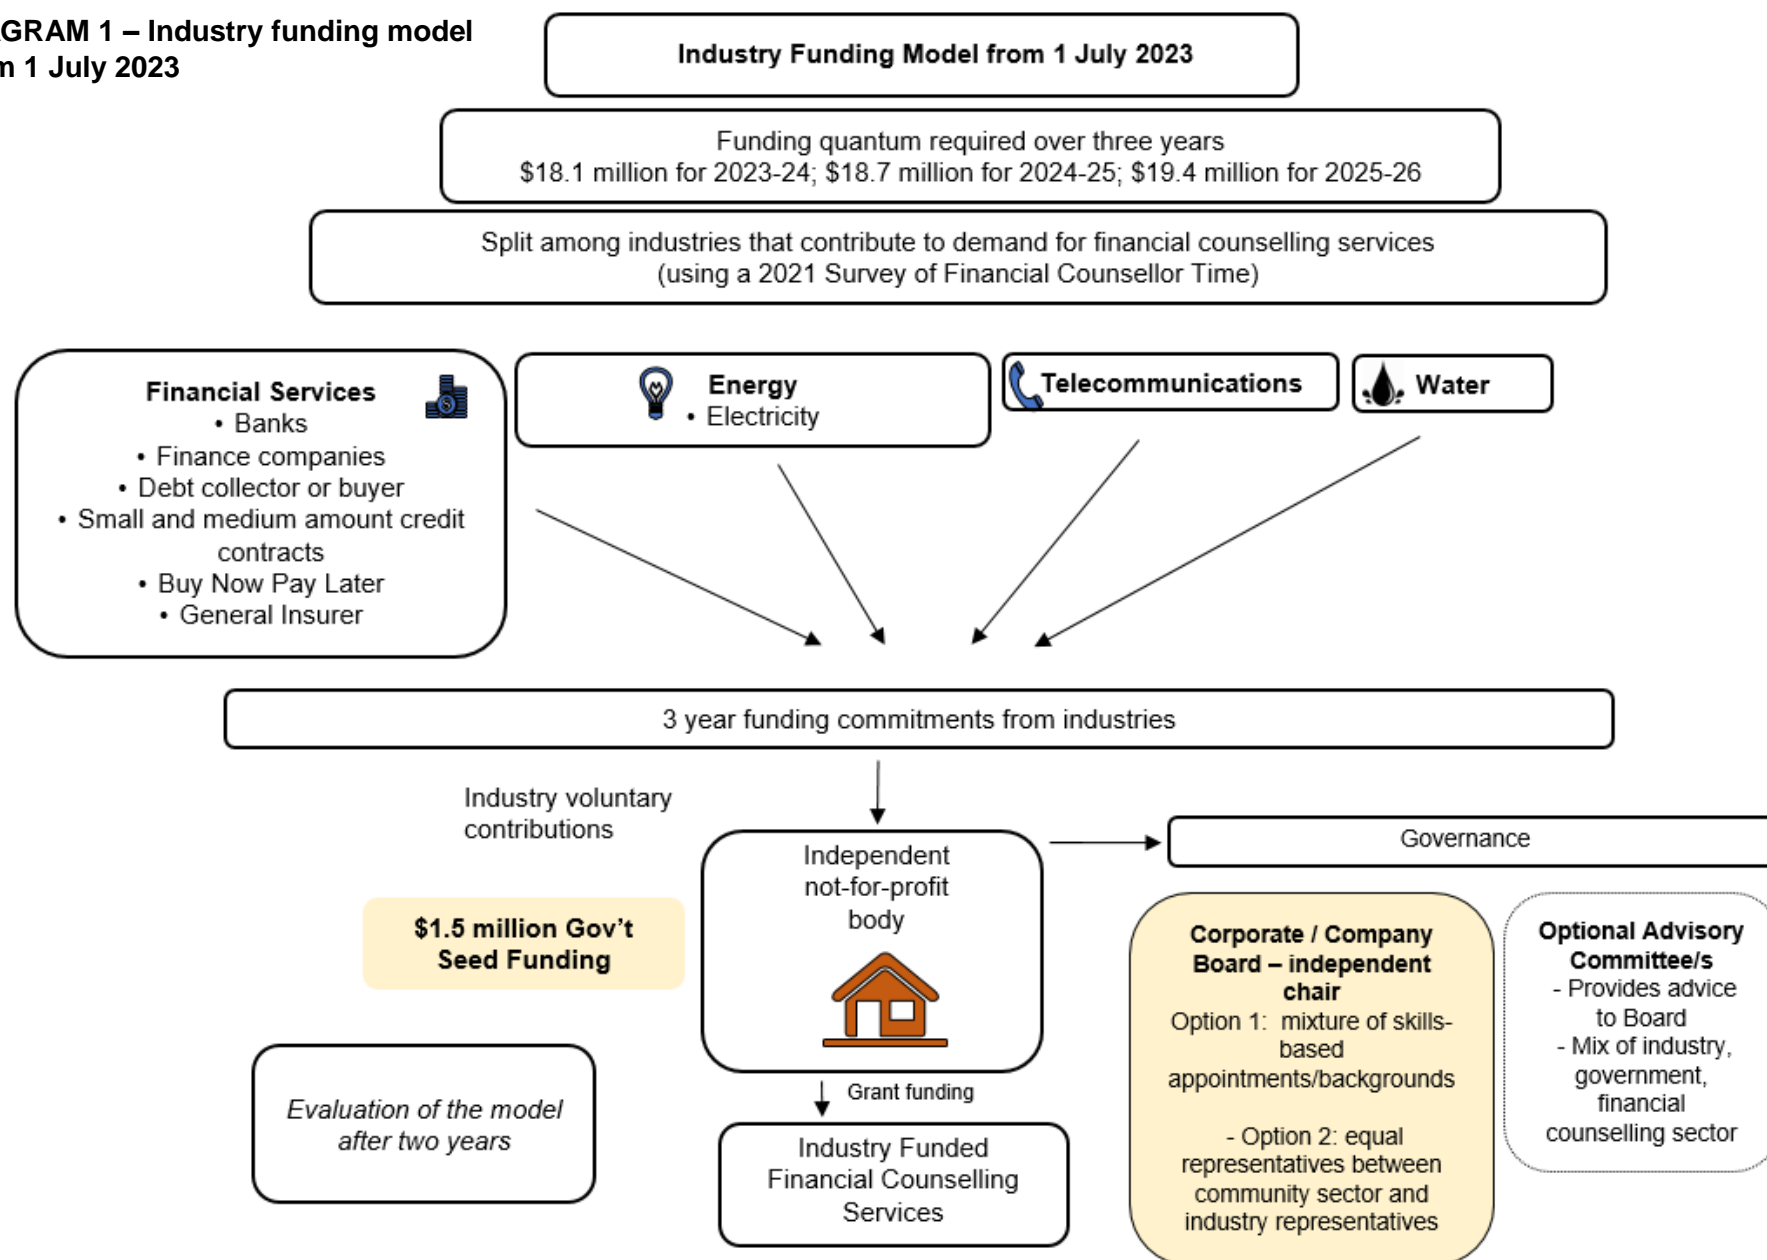 GRAM 1 – Industry funding model
m 1 July 2023
Industry Funding Model from 1 July 2023
Funding quantum required over three years
$18.1 million for 2023-24; $18.7 million for 2024-25; $19.4 million for 2025-26
Split among industries that contribute to demand for financial counselling services
(using a 2021 Survey of Financial Counsellor Time)
Financial Services
• Banks
• Finance companies
• Debt collector or buyer
• Small and medium amount credit
contracts
• Buy Now Pay Later
• General Insurer
Energy
• Electricity
Telecommunications
Water
3 year funding commitments from industries
Industry voluntary
contributions
$1.5 million Gov’t
Seed Funding
Independent
not-for-profit
body
Grant funding
Industry Funded
Financial Counselling
Services
Evaluation of the model
after two years
Governance
Corporate / Company
Board – independent
chair
Option 1:  mixture of skills-
based
appointments/backgrounds
- Option 2: equal
representatives between
community sector and
industry representatives
Optional Advisory
Committee/s
- Provides advice
to Board
- Mix of industry,
government,
financial
counselling sector